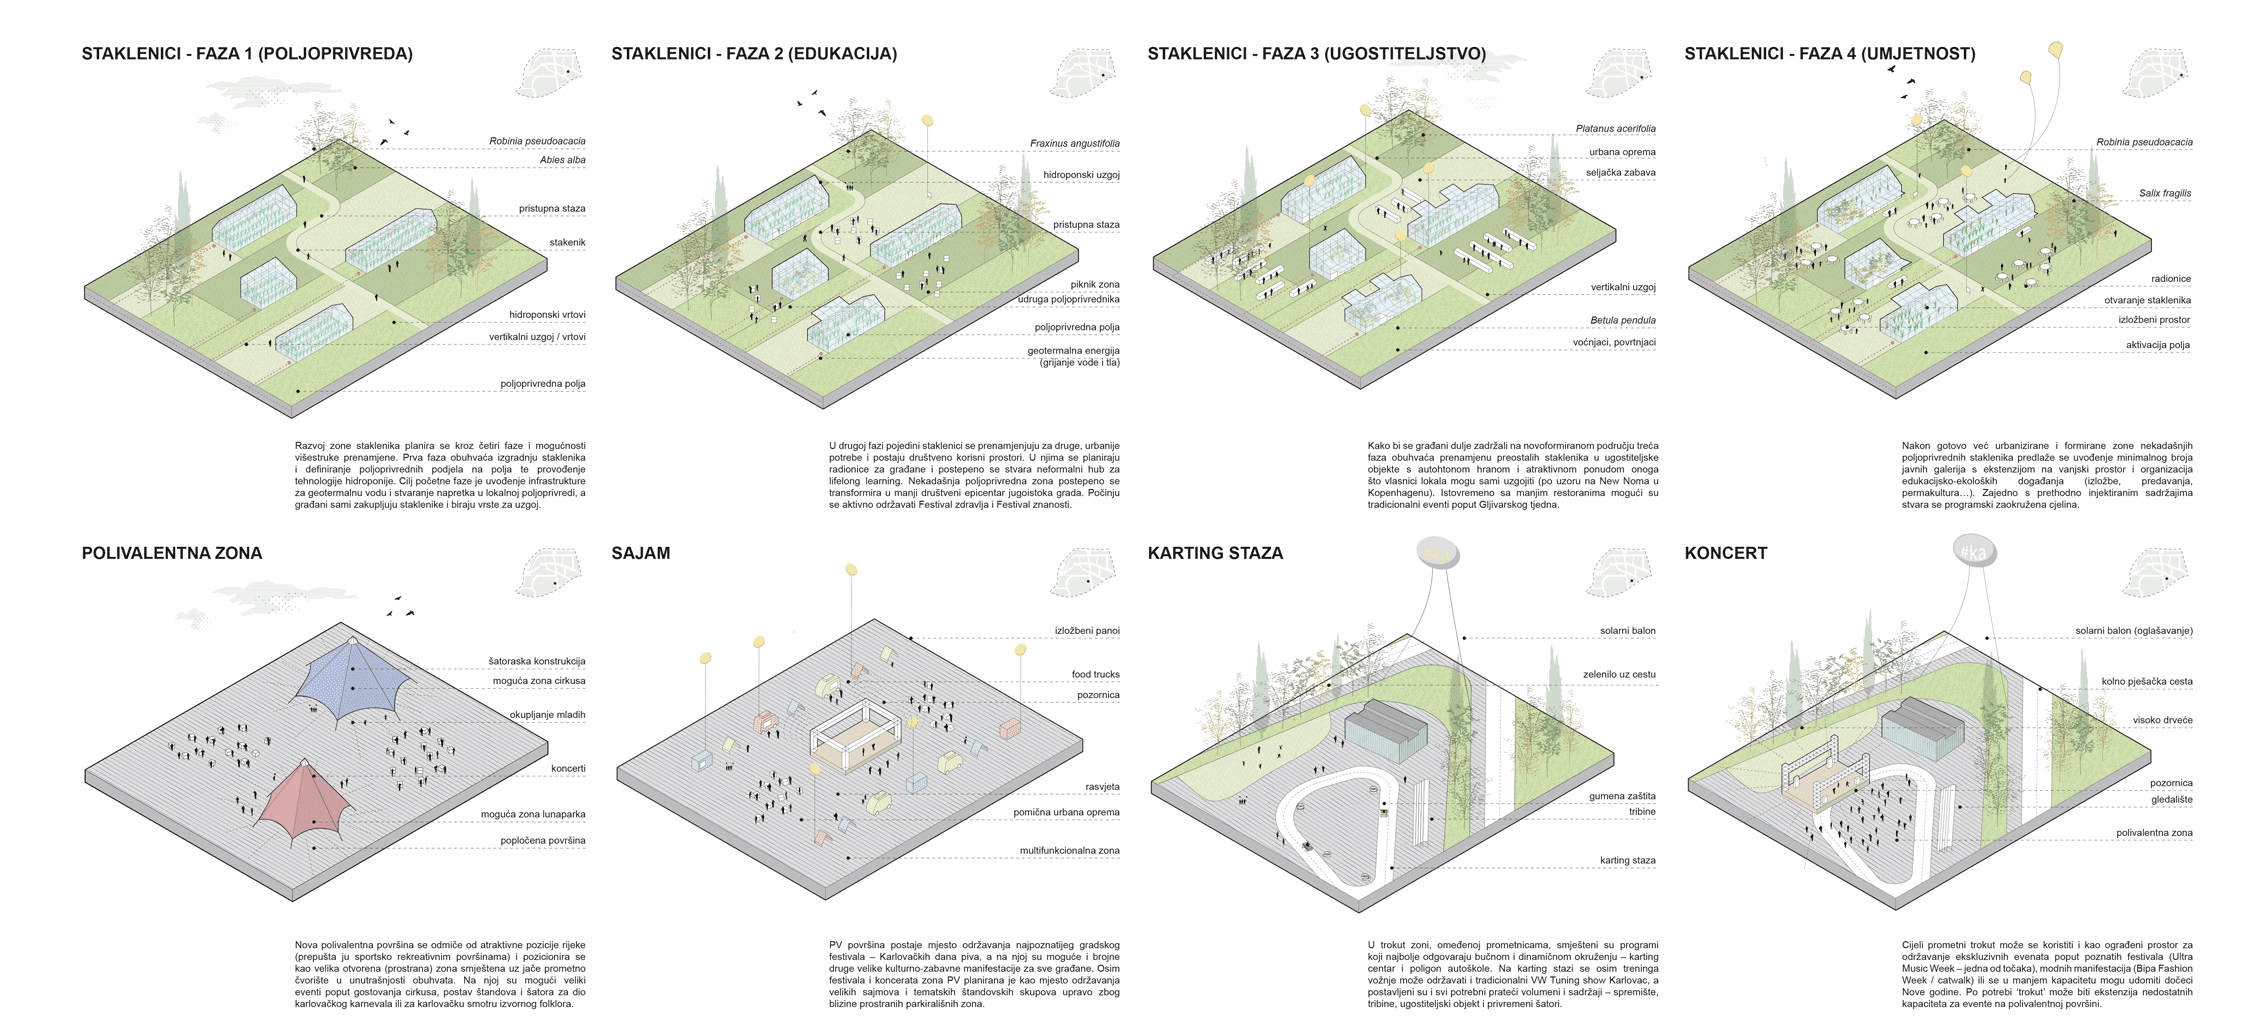 STAKLENICI - FAZA 1 (POLJOPRIVREDA)
Robinia pseudoacacia
Abies alba
pristupna staza
stakenik
hidroponski vrtovi
vertikalni uzgoj / vrtovi
poljoprivredna polja
Razvoj zone staklenika planira se kroz četiri faze i mogućnosti
višestruke prenamjene. Prva faza obuhvaća izgradnju staklenika
i definiranje poljoprivrednih podjela na polja te provođenje
tehnologije hidroponije. Cilj početne faze je uvođenje infrastrukture
za geotermalnu vodu i stvaranje napretka u lokalnoj poljoprivredi, a
građani sami zakupljuju staklenike i biraju vrste za uzgoj.
STAKLENICI - FAZA 2 (EDUKACIJA)
Fraxinus angustifolia
hidroponski uzgoj
pristupna staza
piknik zona
udruga poljoprivrednika
poljoprivredna polja
geotermalna energija
(grijanje vode i tla)
U drugoj fazi pojedini staklenici se prenamjenjuju za druge, urbanije
potrebe i postaju društveno korisni prostori. U njima se planiraju
radionice za građane i postepeno se stvara neformalni hub za
lifelong learning. Nekadašnja poljoprivredna zona postepeno se
transformira u manji društveni epicentar jugoistoka grada. Počinju
se aktivno održavati Festival zdravlja i Festival znanosti.
STAKLENICI - FAZA 3 (UGOSTITELJSTVO)
Platanus acerifolia
urbana oprema
seljačka zabava
vertikalni uzgoj
Betula pendula
voćnjaci, povrtnjaci
Kako bi se građani dulje zadržali na novoformiranom području treća
faza obuhvaća prenamjenu preostalih staklenika u ugostiteljske
objekte s autohtonom hranom i atraktivnom ponudom onoga
što vlasnici lokala mogu sami uzgojiti (po uzoru na New Noma u
Kopenhagenu). Istovremeno sa manjim restoranima mogući su
tradicionalni eventi poput Gljivarskog tjedna.
STAKLENICI - FAZA 4 (UMJETNOST)
Robinia pseudoacacia
Salix fragilis
radionice
otvaranje staklenika
izložbeni prostor
aktivacija polja
Nakon gotovo već urbanizirane i formirane zone nekadašnjih
poljoprivrednih staklenika predlaže se uvođenje minimalnog broja
javnih galerija s ekstenzijom na vanjski prostor i organizacija
edukacijsko-ekoloških događanja (izložbe, predavanja,
permakultura…). Zajedno s prethodno injektiranim sadržajima
stvara se programski zaokružena cjelina.
POLIVALENTNA ZONA
šatoraska konstrukcija
moguća zona cirkusa
okupljanje mladih
koncerti
moguća zona lunaparka
popločena površina
Nova polivalentna površina se odmiče od atraktivne pozicije rijeke
(prepušta ju sportsko rekreativnim površinama) i pozicionira se
kao velika otvorena (prostrana) zona smještena uz jače prometno
čvorište u unutrašnjosti obuhvata. Na njoj su mogući veliki
eventi poput gostovanja cirkusa, postav štandova i šatora za dio
karlovačkog karnevala ili za karlovačku smotru izvornog folklora.
SAJAM
izložbeni panoi
food trucks
pozornica
rasvjeta
pomična urbana oprema
multifunkcionalna zona
PV površina postaje mjesto održavanja najpoznatijeg gradskog
festivala – Karlovačkih dana piva, a na njoj su moguće i brojne
druge velike kulturno-zabavne manifestacije za sve građane. Osim
festivala i koncerata zona PV planirana je kao mjesto održavanja
velikih sajmova i tematskih štandovskih skupova upravo zbog
blizine prostranih parkirališnih zona.
KARTING STAZA
#ka
solarni balon
zelenilo uz cestu
gumena zaštita
tribine
karting staza
U trokut zoni, omeđenoj prometnicama, smješteni su programi
koji najbolje odgovaraju bučnom i dinamičnom okruženju – karting
centar i poligon autoškole. Na karting stazi se osim treninga
vožnje može održavati i tradicionalni VW Tuning show Karlovac, a
postavljeni su i svi potrebni prateći volumeni i sadržaji – spremište,
tribine, ugostiteljski objekt i privremeni šatori.
KONCERT
#ka
solarni balon (oglašavanje)
kolno pješačka cesta
visoko drveće
pozornica
gledalište
polivalentna zona
Cijeli prometni trokut može se koristiti i kao ograđeni prostor za
održavanje ekskluzivnih evenata poput poznatih festivala (Ultra
Music Week – jedna od točaka), modnih manifestacija (Bipa Fashion
Week / catwalk) ili se u manjem kapacitetu mogu udomiti dočeci
Nove godine. Po potrebi ‘trokut’ može biti ekstenzija nedostatnih
kapaciteta za evente na polivalentnoj površini.